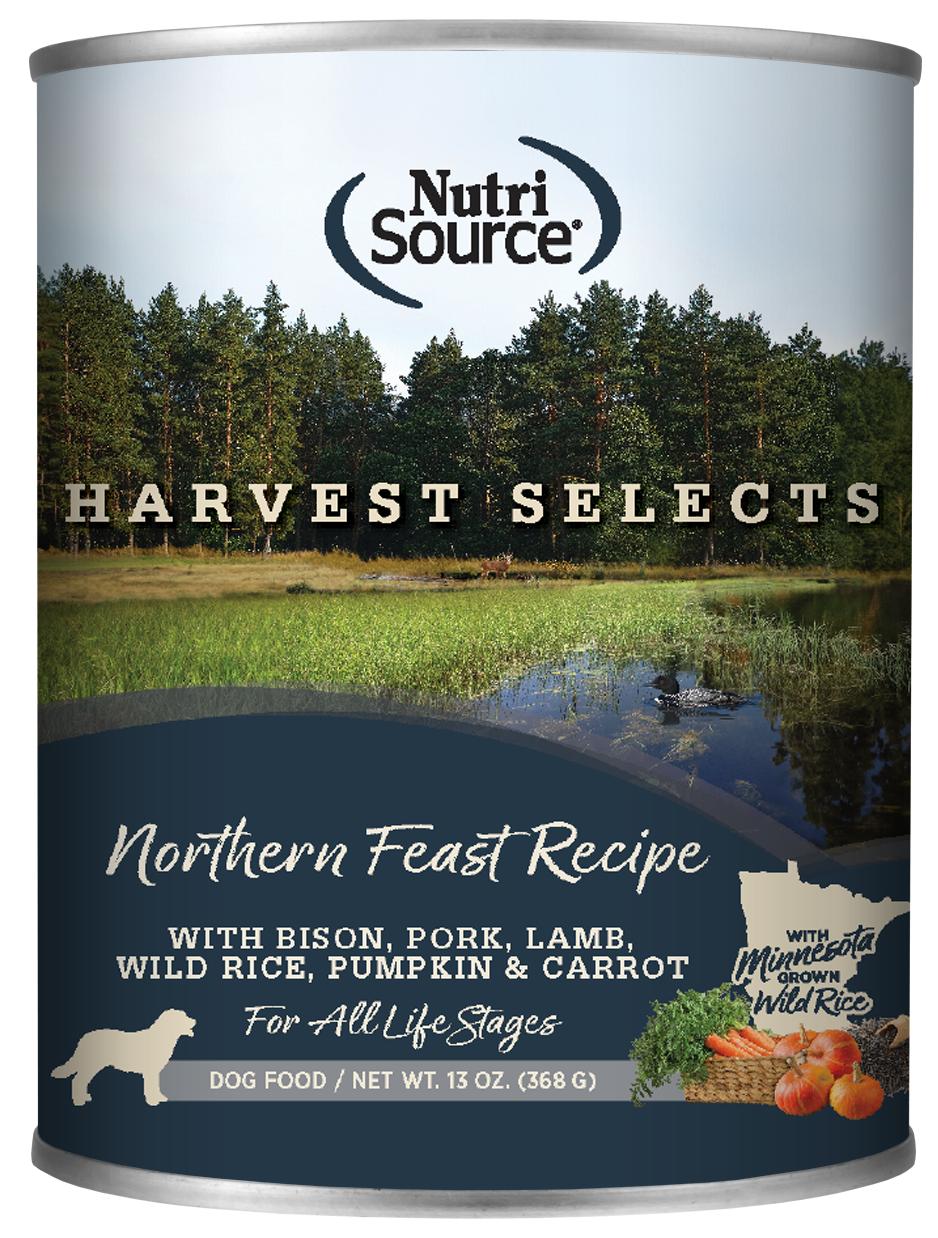 Nutri
Source®
HARVEST SELECTS
Northern Feast Recipe
WITH BISON, PORK, LAMB,
WILD RICE, PUMPKIN & CARROT
For All Life Stages
DOG FOOD / NET WT. 13 OZ. (368 G)
WITH
Minnesota
GROWN
Wild Rice